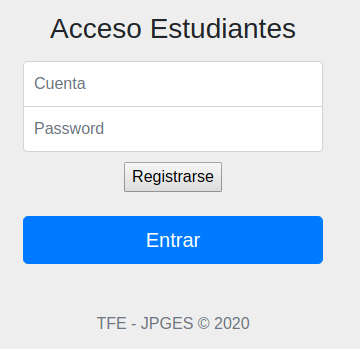 Acceso Estudiantes
Cuenta
Password
Registrarse
Entrar
TFE - JPGES © 2020